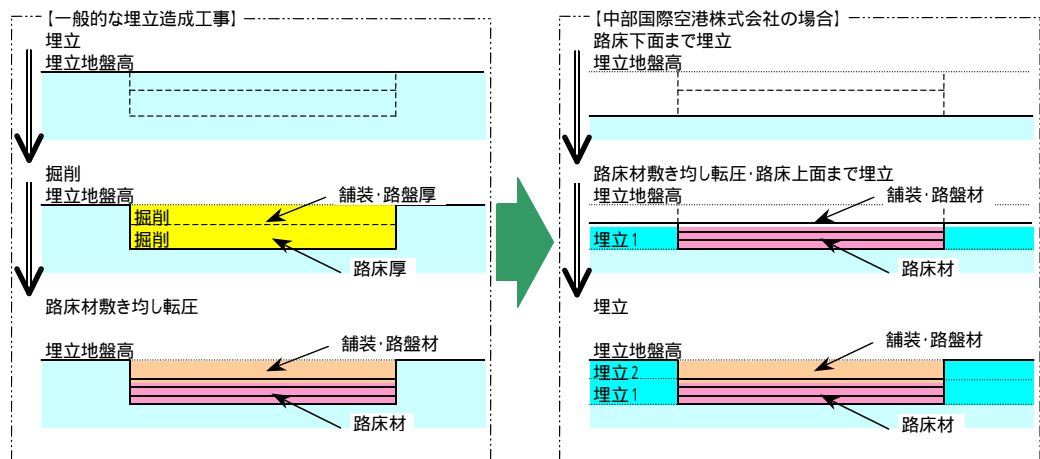 【一般的な埋立造成工事】
埋立
埋立地盤高
掘削
埋立地盤高
舗装・路盤厚
掘削
掘削
路床厚
路床材敷き均し転圧
埋立地盤高
舗装・路盤材
路床材
【中部国際空港株式会社の場合】
路床下面まで埋立
埋立地盤高
路床材敷き均し転圧・路床上面まで埋立
埋立地盤高
舗装・路盤材
埋立1
路床材
埋立
埋立地盤高
舗装・路盤材
埋立2
埋立1
路床材